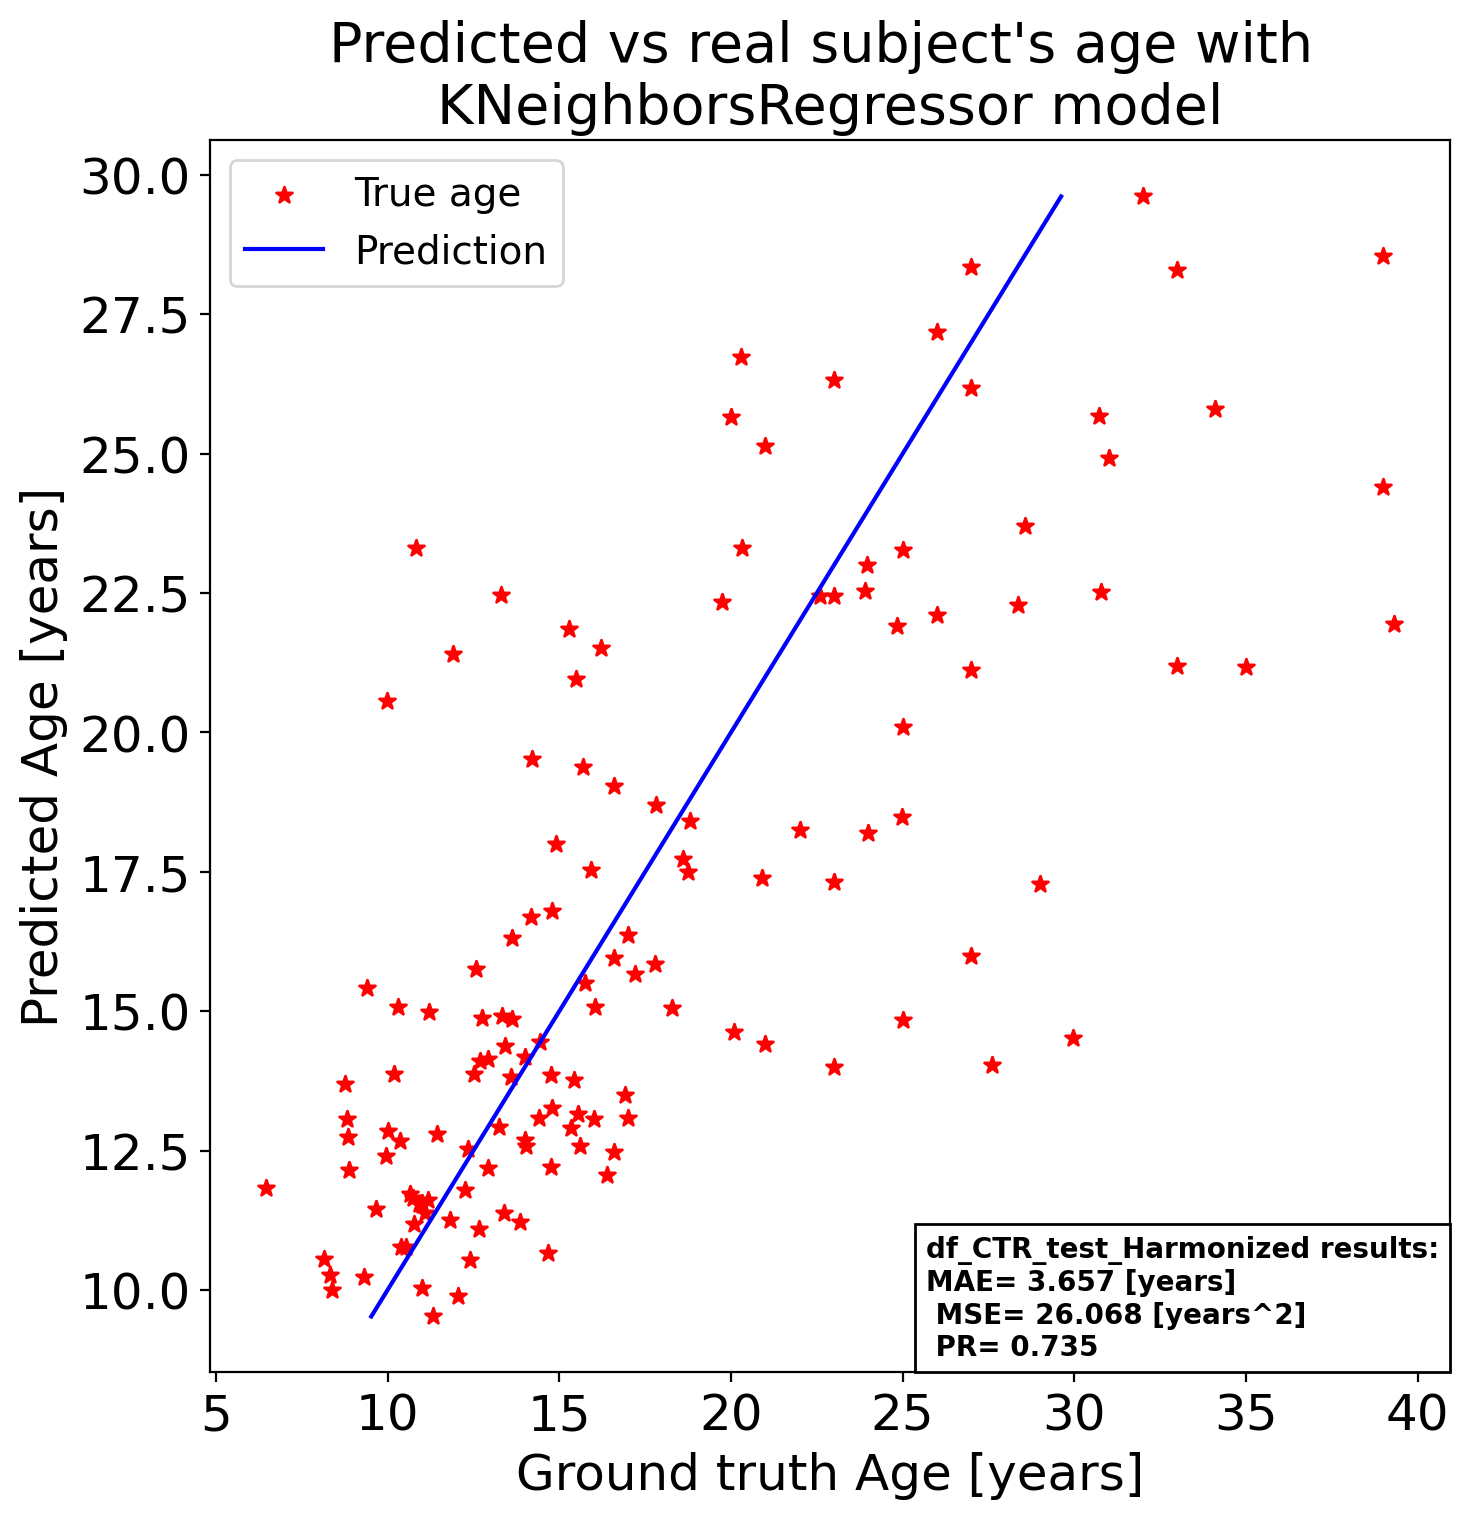 Predicted vs real subject's age with
KNeighborsRegressor model
True age
Prediction
30.0
27.5
25.0
22.5
20.0
17.5
15.0
12.5
10.0
Predicted Age [years]
df_CTR_test_Harmonized results:
MAE= 3.657 [years]
MSE= 26.068 [years^2]
PR= 0.735
5 10 15 20 25 30 35 40
Ground truth Age [years]